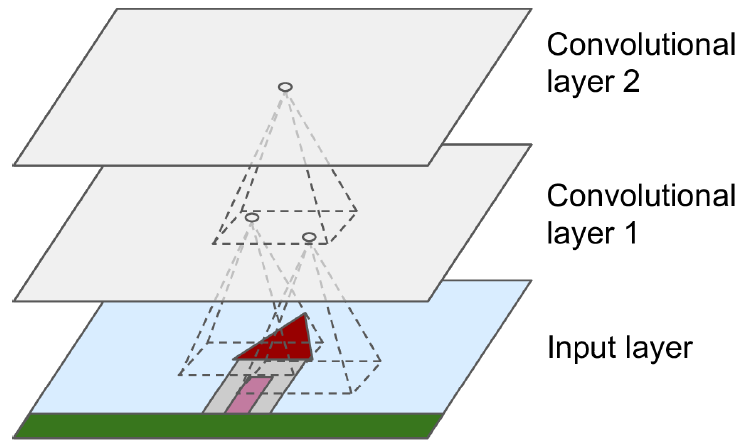 Convolutional
layer 2
Convolutional
layer 1
Input layer